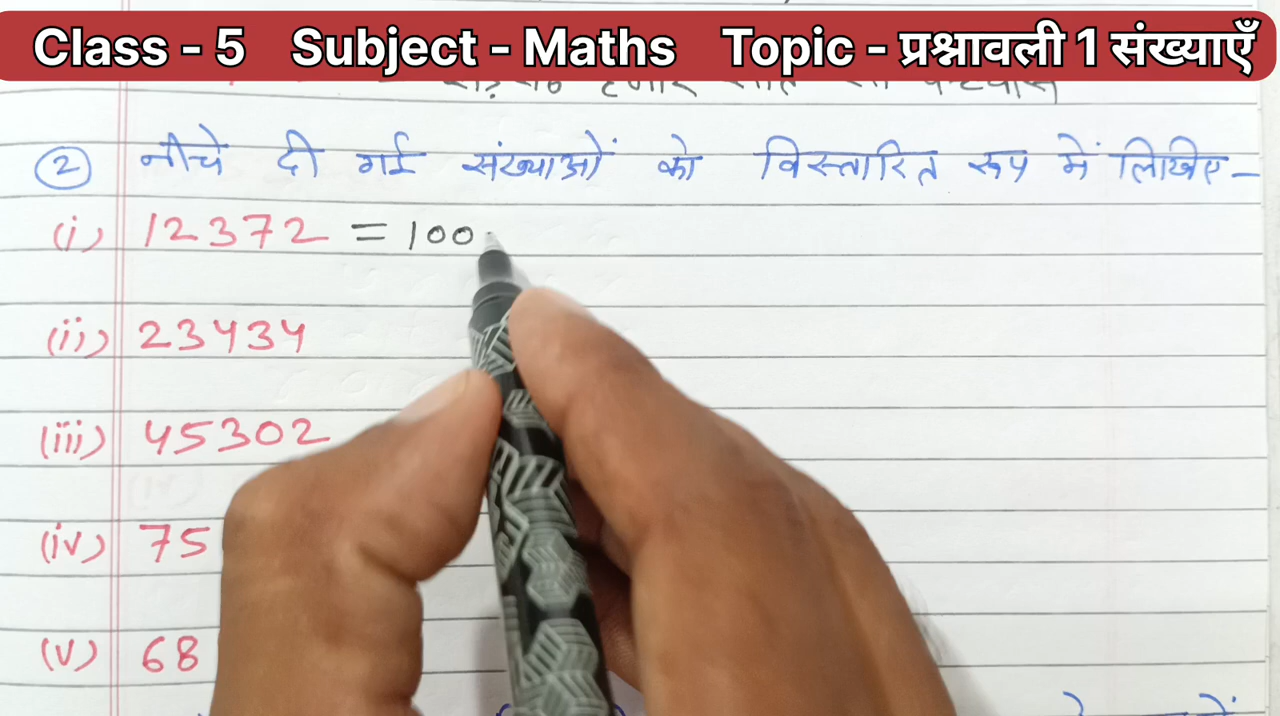 Class - 5 Subject - Maths Topic - प्रश्नावली 1 संख्याएँ
② नीचे दी गई संख्याओं को विस्तारित रूप में लिखिए-
(i) 12372 = 100
(ii) 23434
(iii) 45302
(iv) 75
(v) 68